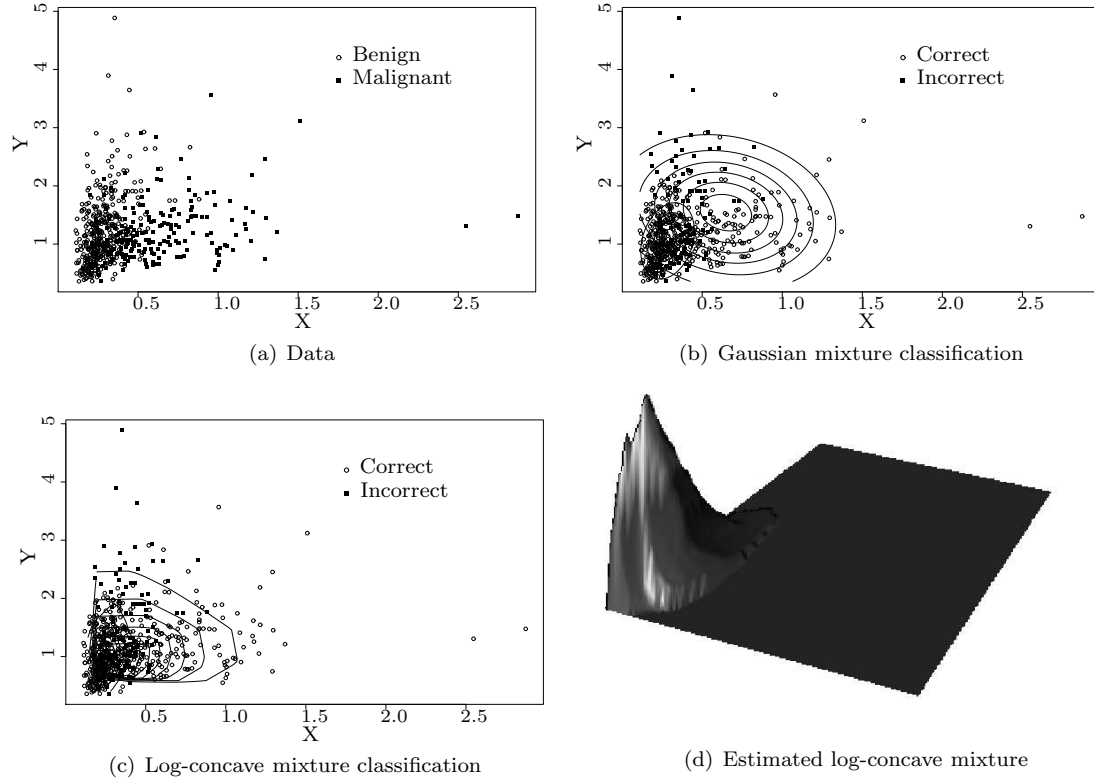 5
4
3
2
1
Y
Benign
Malignant
0.5 1.0 1.5 2.0 2.5
X
(a) Data
5
4
3
2
1
Y
Correct
Incorrect
0.5 1.0 1.5 2.0 2.5
X
(b) Gaussian mixture classification
5
4
3
2
1
Y
Correct
Incorrect
0.5 1.0 1.5 2.0 2.5
X
(c) Log-concave mixture classification
(d) Estimated log-concave mixture